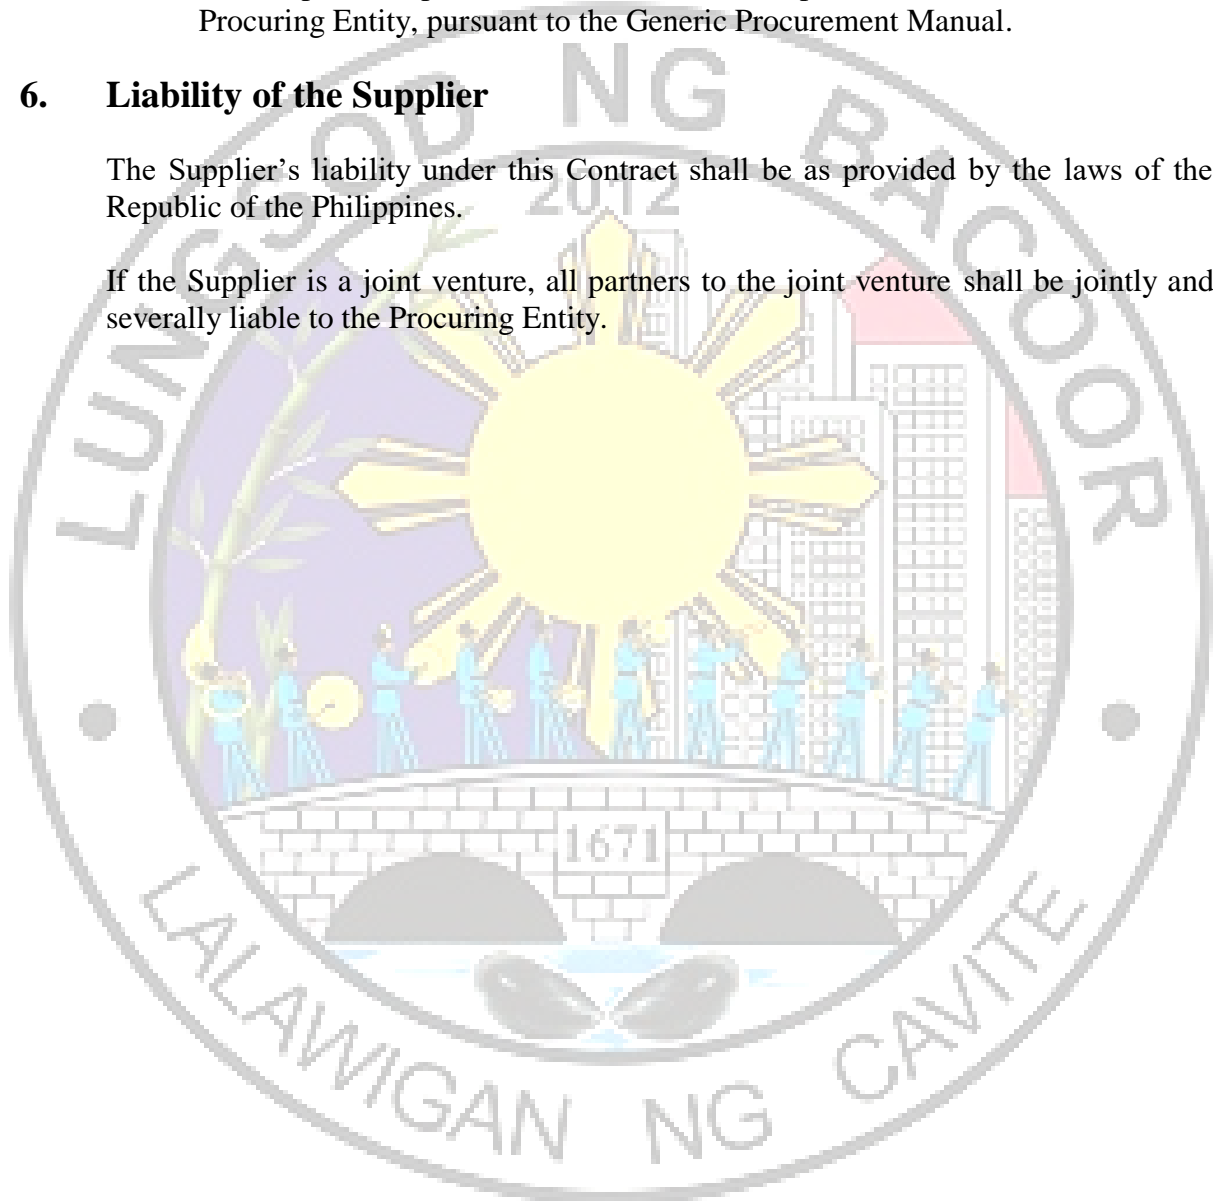 Procuring Entity, pursuant to the Generic Procurement Manual.
6. Liability of the Supplier
The Supplier’s liability under this Contract shall be as provided by the laws of the
Republic of the Philippines.
If the Supplier is a joint venture, all partners to the joint venture shall be jointly and
severally liable to the Procuring Entity.
LUNGSOD NG BACOOR
2012
1671
LALAWIGAN NG CAVITE